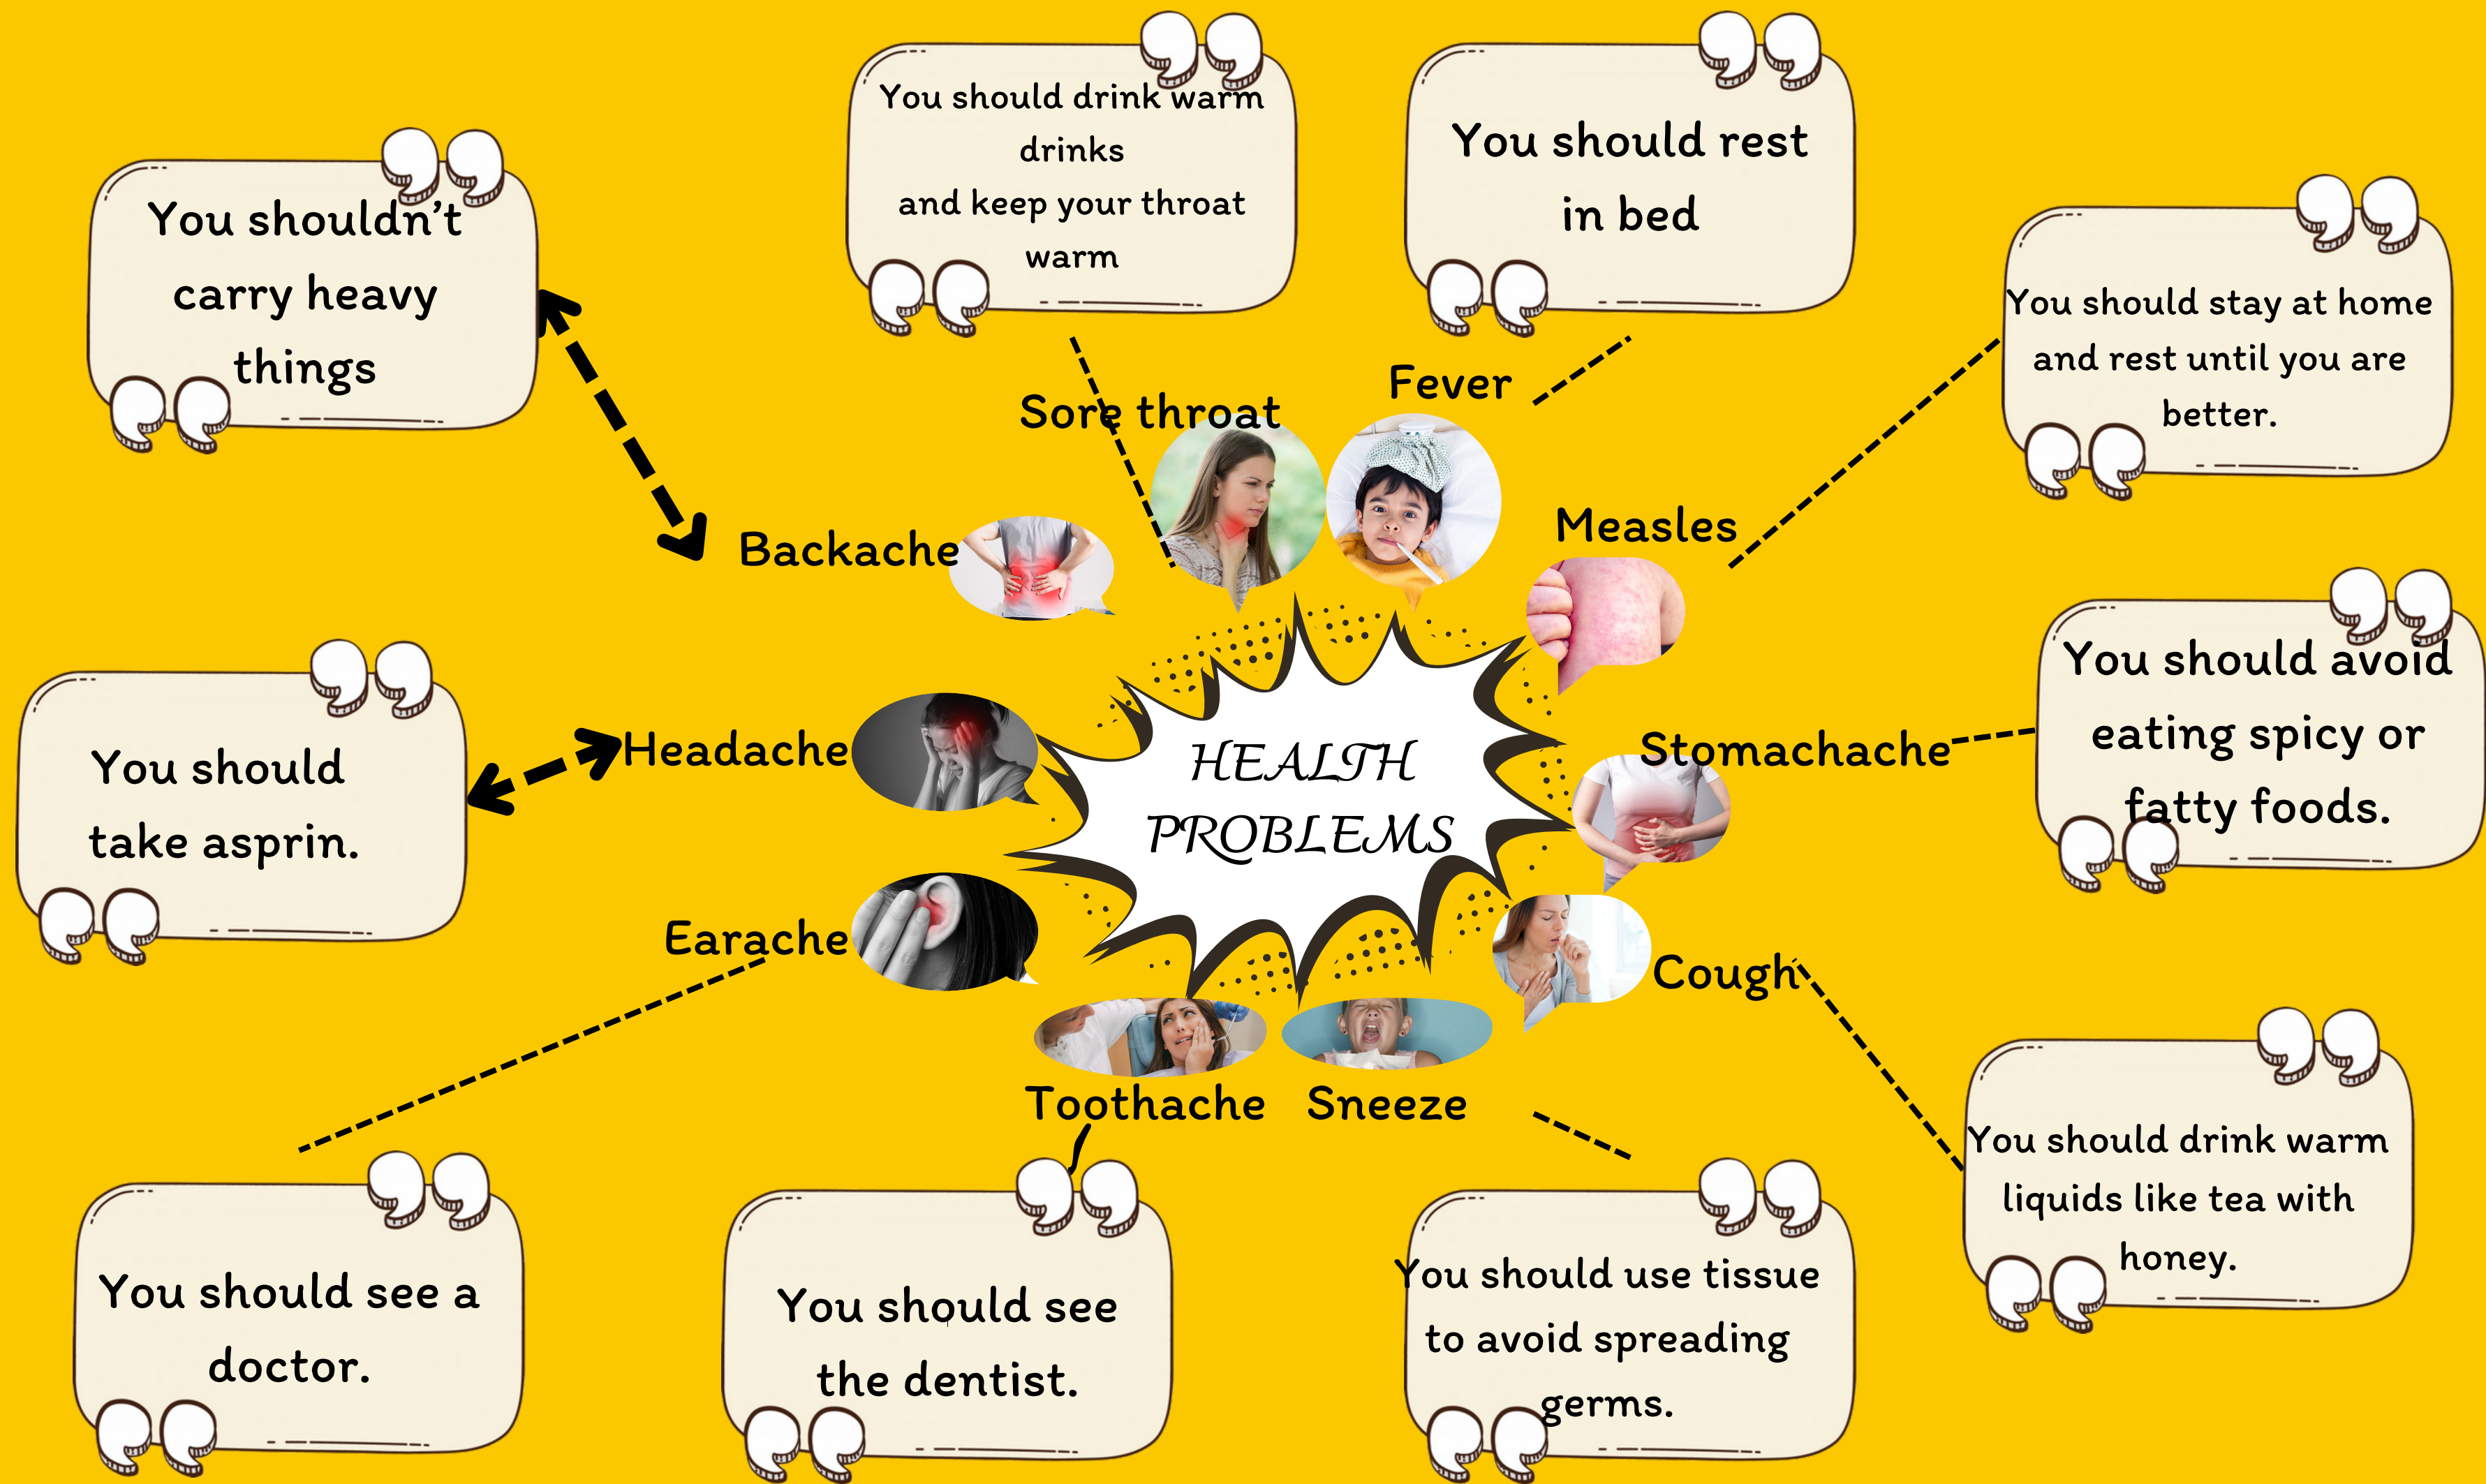 You should drink warm
drinks
and keep your throat
warm
You should rest
in bed
You shouldn't
carry heavy
things
You should stay at home
and rest until you are
better.
Sore throat
Fever
Backache
Measles
You should
take asprin.
Headache
HEALTH
PROBLEMS
Stomachache
You should avoid
eating spicy or
fatty foods.
Earache
Cough
Toothache
Sneeze
You should drink warm
liquids like tea with
honey.
You should see a
doctor.
You should see
the dentist.
You should use tissue
to avoid spreading
germs.